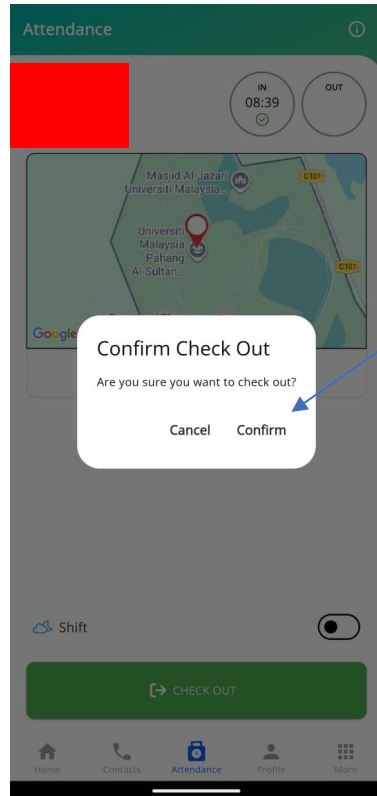 Attendance
IN
08:39
OUT
Masjid Al-Jazari
Universiti Malaysia...
C101
Universiti
Malaysia
Pahang
Al-Sultan...
C101
Google
Confirm Check Out
Are you sure you want to check out?
Cancel Confirm
Shift
CHECK OUT
Home Contacts Attendance Profile More